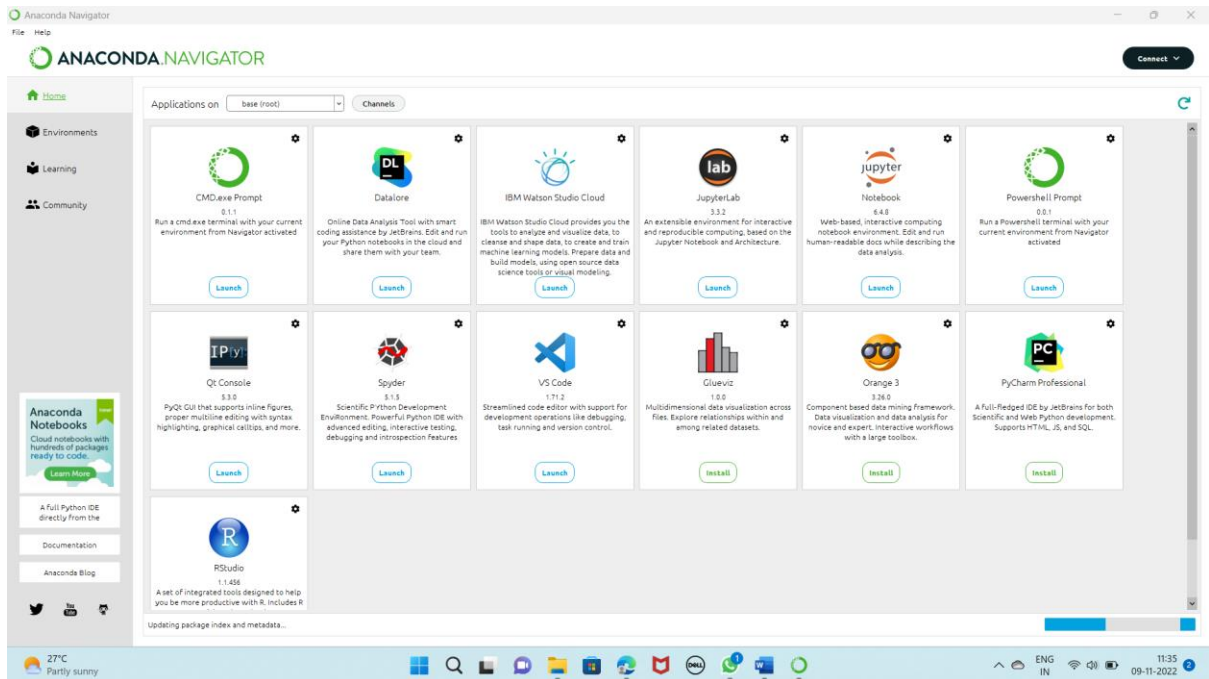 Anaconda Navigator
File Help
ANACONDA.NAVIGATOR
Connect
Home
Environments
Learning
Community
Applications on base (root) Channels
CMD.exe Prompt
0.1.1
Run a cmd.exe terminal with your current
environment from Navigator activated
Launch
DL
Datalore
Online Data Analysis Tool with smart
coding assistance by JetBrains. Edit and run
your Python notebooks in the cloud and
share them with your team.
Launch
IBM Watson Studio Cloud
IBM Watson Studio Cloud provides you the
tools to analyze and visualize data, to
cleanse and shape data, to create and train
machine learning models. Prepare data and
build models, using open source data
science tools or visual modeling.
Launch
lab
JupyterLab
3.3.2
An extensible environment for interactive
and reproducible computing, based on the
Jupyter Notebook and Architecture.
Launch
jupyter
Notebook
6.4.8
Web-based, interactive computing
notebook environment. Edit and run
human-readable docs while describing the
data analysis.
Launch
Powershell Prompt
0.0.1
Run a Powershell terminal with your
current environment from Navigator
activated
Launch
IP[y]:
Qt Console
5.3.0
PyQt GUI that supports inline figures,
proper multiline editing with syntax
highlighting, graphical calltips, and more.
Launch
Spyder
5.1.5
Scientific PYthon Development
EnviRonment. Powerful Python IDE with
advanced editing, interactive testing,
debugging and introspection features
Launch
VS Code
1.71.2
Streamlined code editor with support for
development operations like debugging,
task running and version control.
Launch
Glueviz
1.0.0
Multidimensional data visualization across
files. Explore relationships within and
among related datasets.
Install
Orange 3
3.26.0
Component based data mining framework.
Data visualization and data analysis for
novice and expert. Interactive workflows
with a large toolbox.
Install
PC
PyCharm Professional
A full-fledged IDE by JetBrains for both
Scientific and Web Python development.
Supports HTML, JS, and SQL.
Install
R
RStudio
1.1.456
A set of integrated tools designed to help
you be more productive with R. Includes R
Anaconda
Notebooks
Cloud notebooks with
hundreds of packages
ready to code.
Learn More
A Full Python IDE
directly from the
Documentation
Anaconda Blog
You
Tube
Updating package index and metadata...
27°C
Partly sunny
DELL
1
ENG
IN
11:35
09-11-2022
2